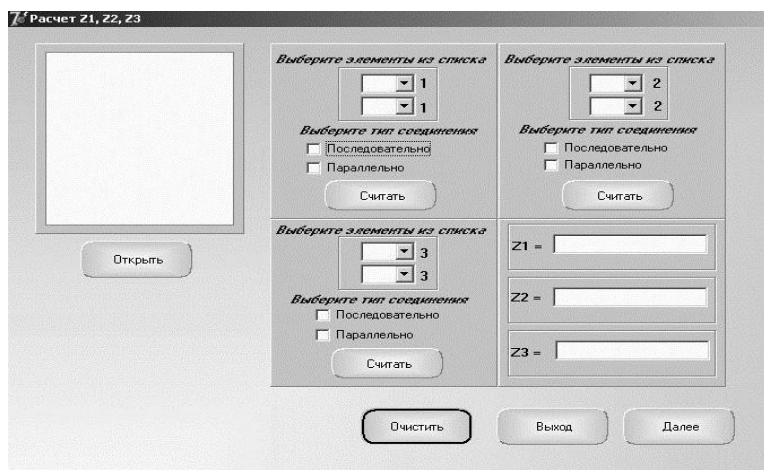 Расчет Z1, Z2, Z3
Выберите элементы из списка
1
1
Выберите тип соединения
Последовательно
Параллельно
Считать
Выберите элементы из списка
2
2
Выберите тип соединения
Последовательно
Параллельно
Считать
Открыть
Выберите элементы из списка
3
3
Выберите тип соединения
Последовательно
Параллельно
Считать
Z1 =
Z2 =
Z3 =
Очистить
Выход
Далее